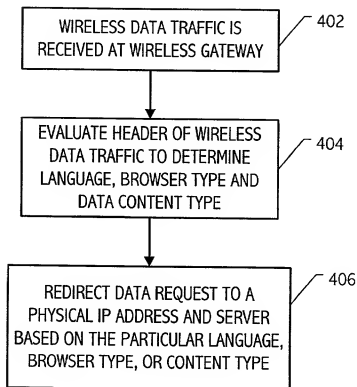 WIRELESS DATA TRAFFIC IS
RECEIVED AT WIRELESS GATEWAY
402
EVALUATE HEADER OF WIRELESS
DATA TRAFFIC TO DETERMINE
LANGUAGE, BROWSER TYPE AND
DATA CONTENT TYPE
404
REDIRECT DATA REQUEST TO A
PHYSICAL IP ADDRESS AND SERVER
BASED ON THE PARTICULAR LANGUAGE,
BROWSER TYPE, OR CONTENT TYPE
406